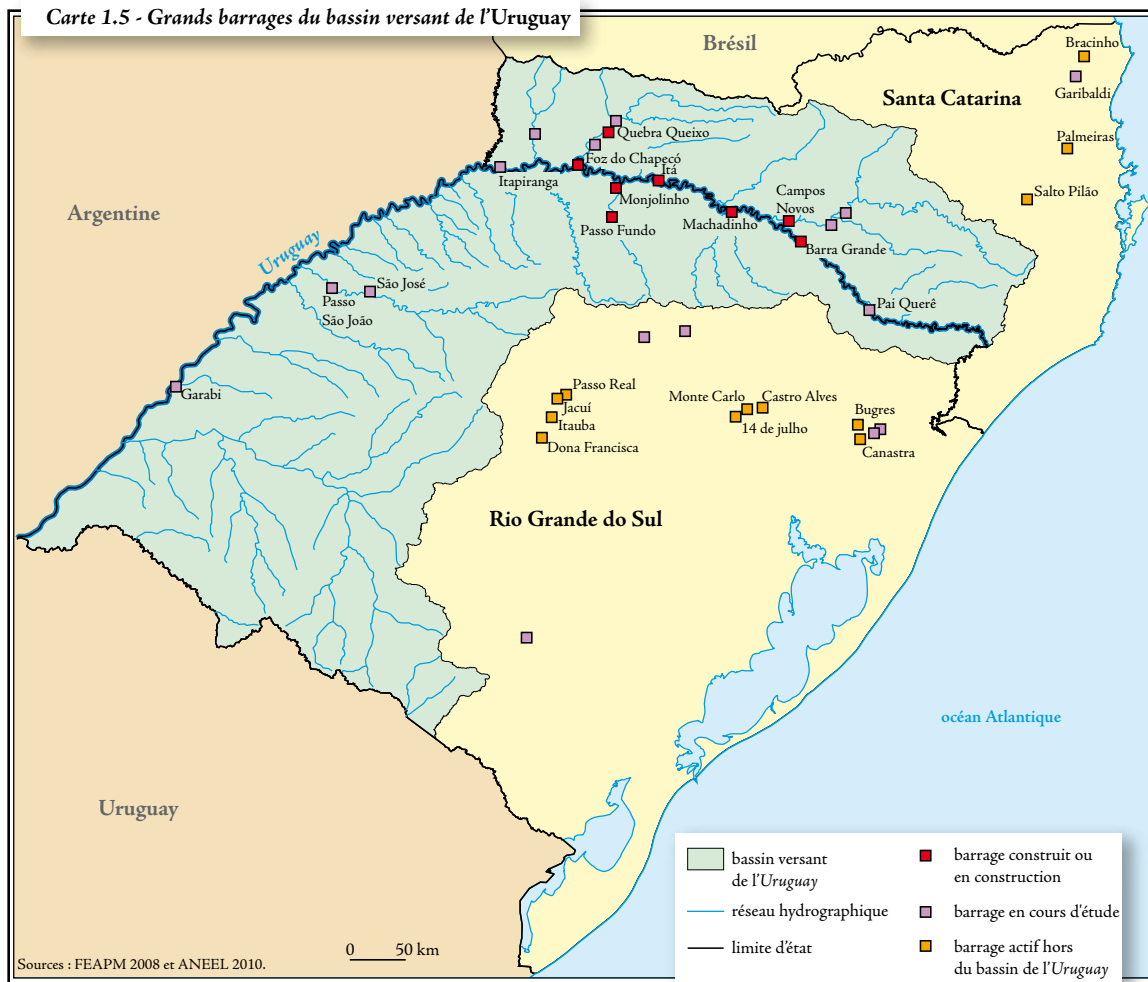 Carte 1.5 - Grands barrages du bassin versant de l'Uruguay
Brésil
Bracinho
Garibaldi
Santa Catarina
Palmeiras
Salto Pilão
Quebra Queixo
Foz do Chapecó
Itá
Itapiranga
Monjolinho
Passo Fundo
Machadinho
Campos
Novos
Barra Grande
Argentine
Uruguay
São José
Passo
São João
Pai Querê
Garabi
Passo Real
Jacuí
Itauba
Dona Francisca
Monte Carlo
Castro Alves
14 de julho
Bugres
Canastra
Rio Grande do Sul
océan Atlantique
Uruguay
bassin versant
de l'Uruguay
réseau hydrographique
limite d'état
barrage construit ou
en construction
barrage en cours d'étude
barrage actif hors
du bassin de l'Uruguay
0 50 km
Sources : FEAPM 2008 et ANEEL 2010.